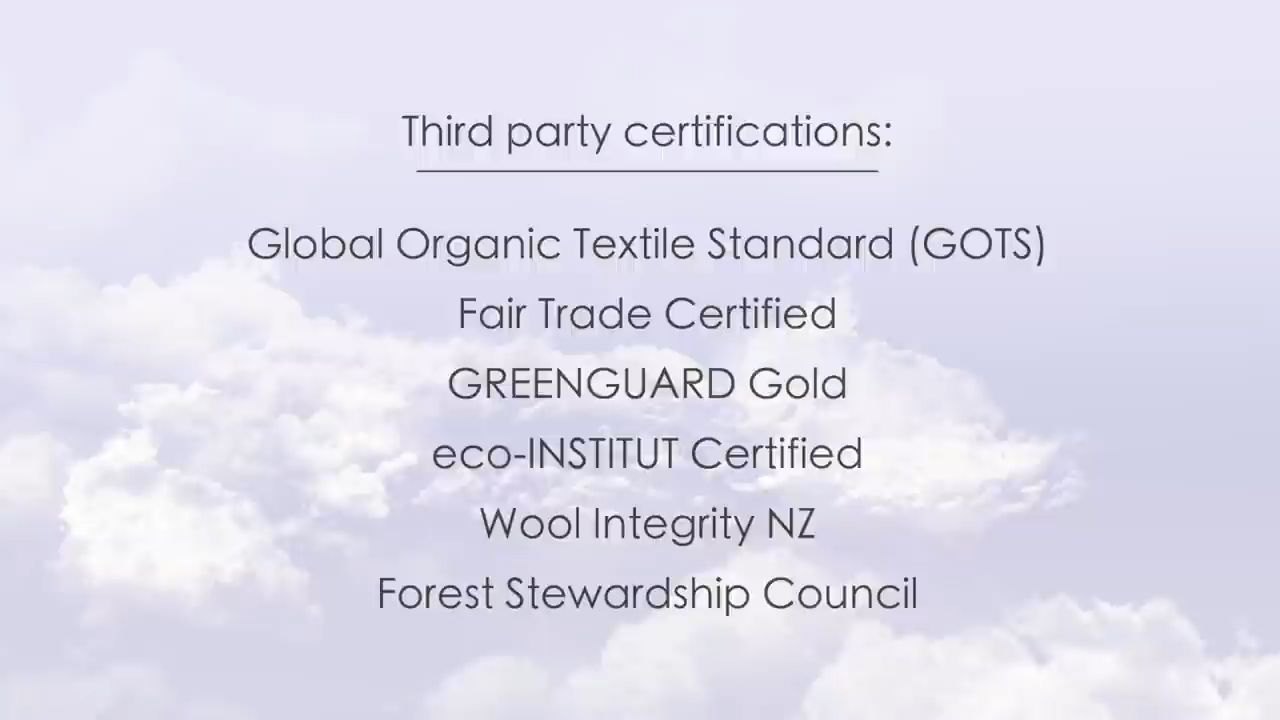 Third party certifications:
Global Organic Textile Standard (GOTS)
Fair Trade Certified
GREENGUARD Gold
eco-INSTITUT Certified
Wool Integrity NZ
Forest Stewardship Council